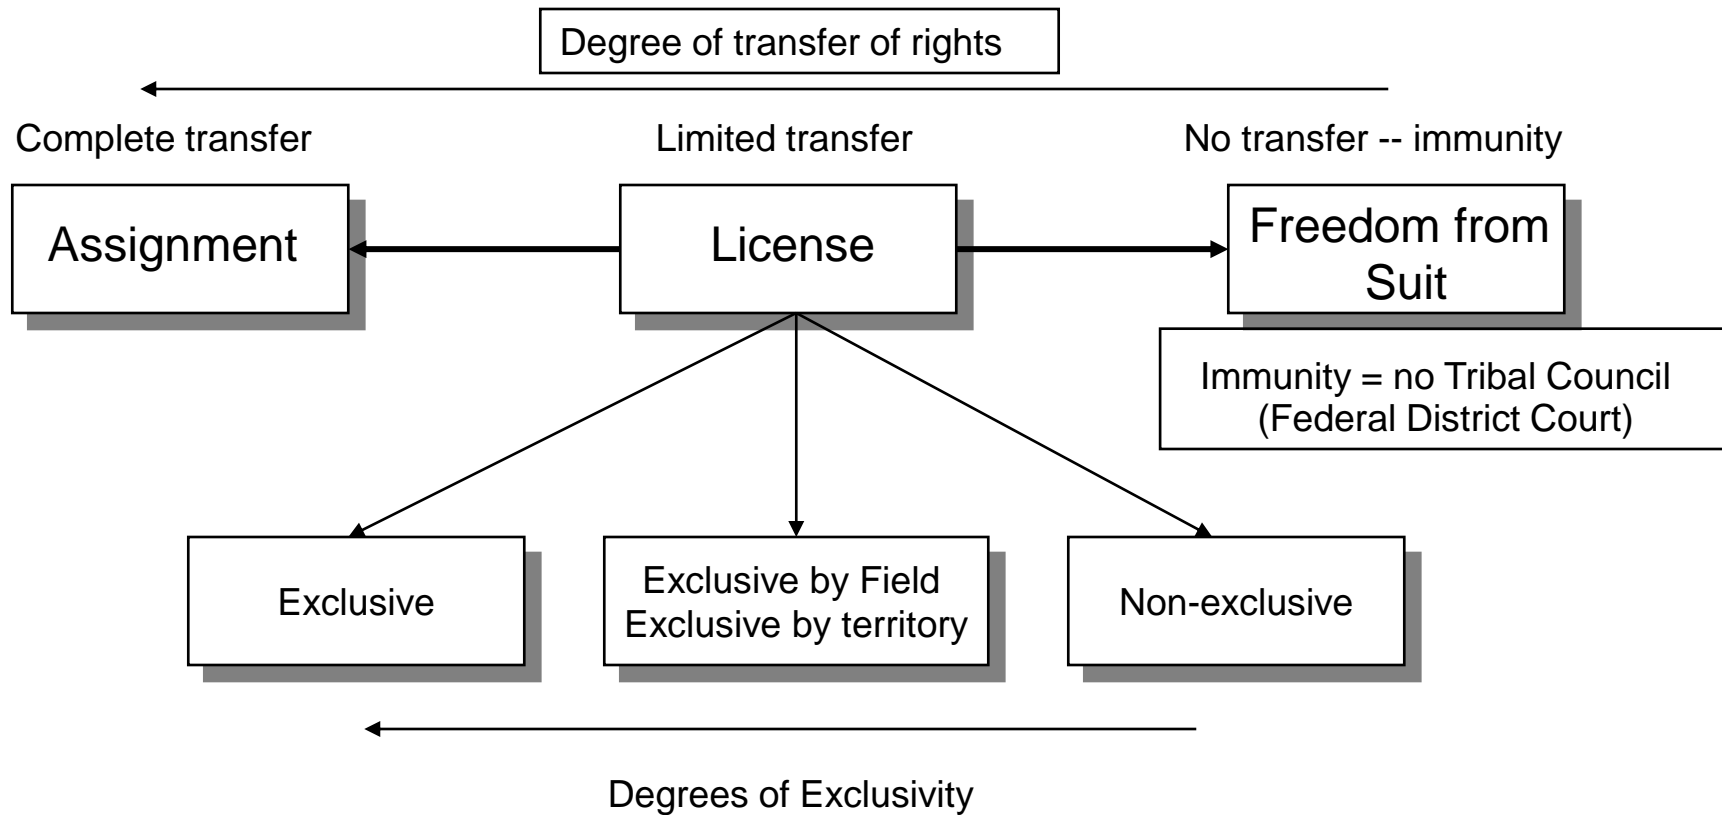 Degree of transfer of rights
Complete transfer
Limited transfer
No transfer -- immunity
Assignment
License
Freedom from
Suit
Immunity = no Tribal Council
(Federal District Court)
Exclusive
Exclusive by Field
Exclusive by territory
Non-exclusive
Degrees of Exclusivity